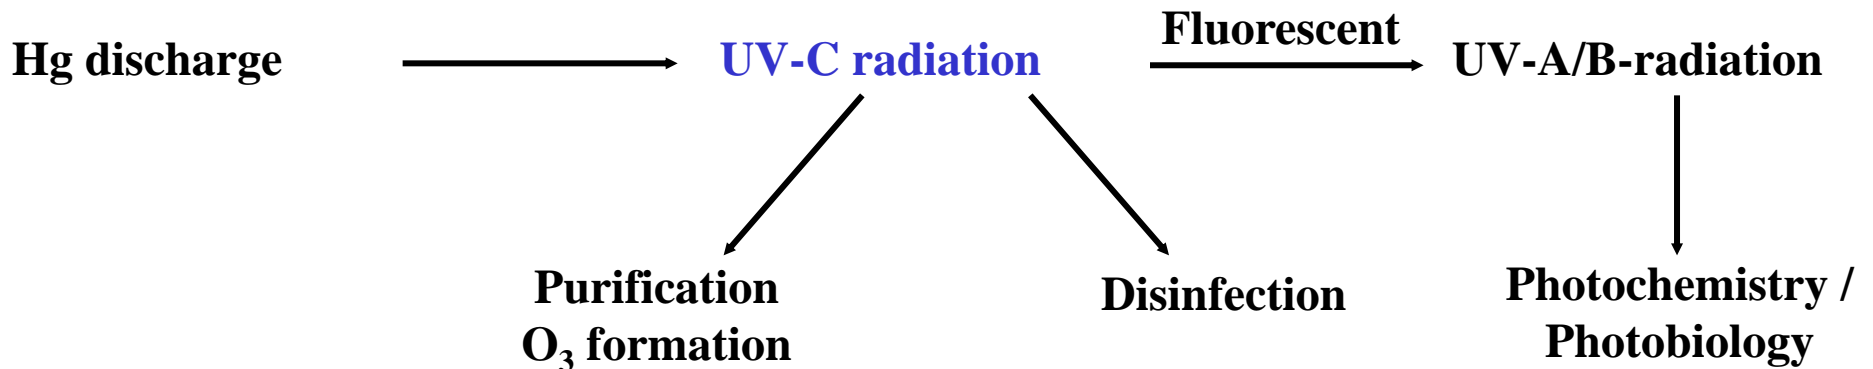 Hg discharge
UV-C radiation
Fluorescent
UV-A/B-radiation
Purification
O₃ formation
Disinfection
Photochemistry /
Photobiology